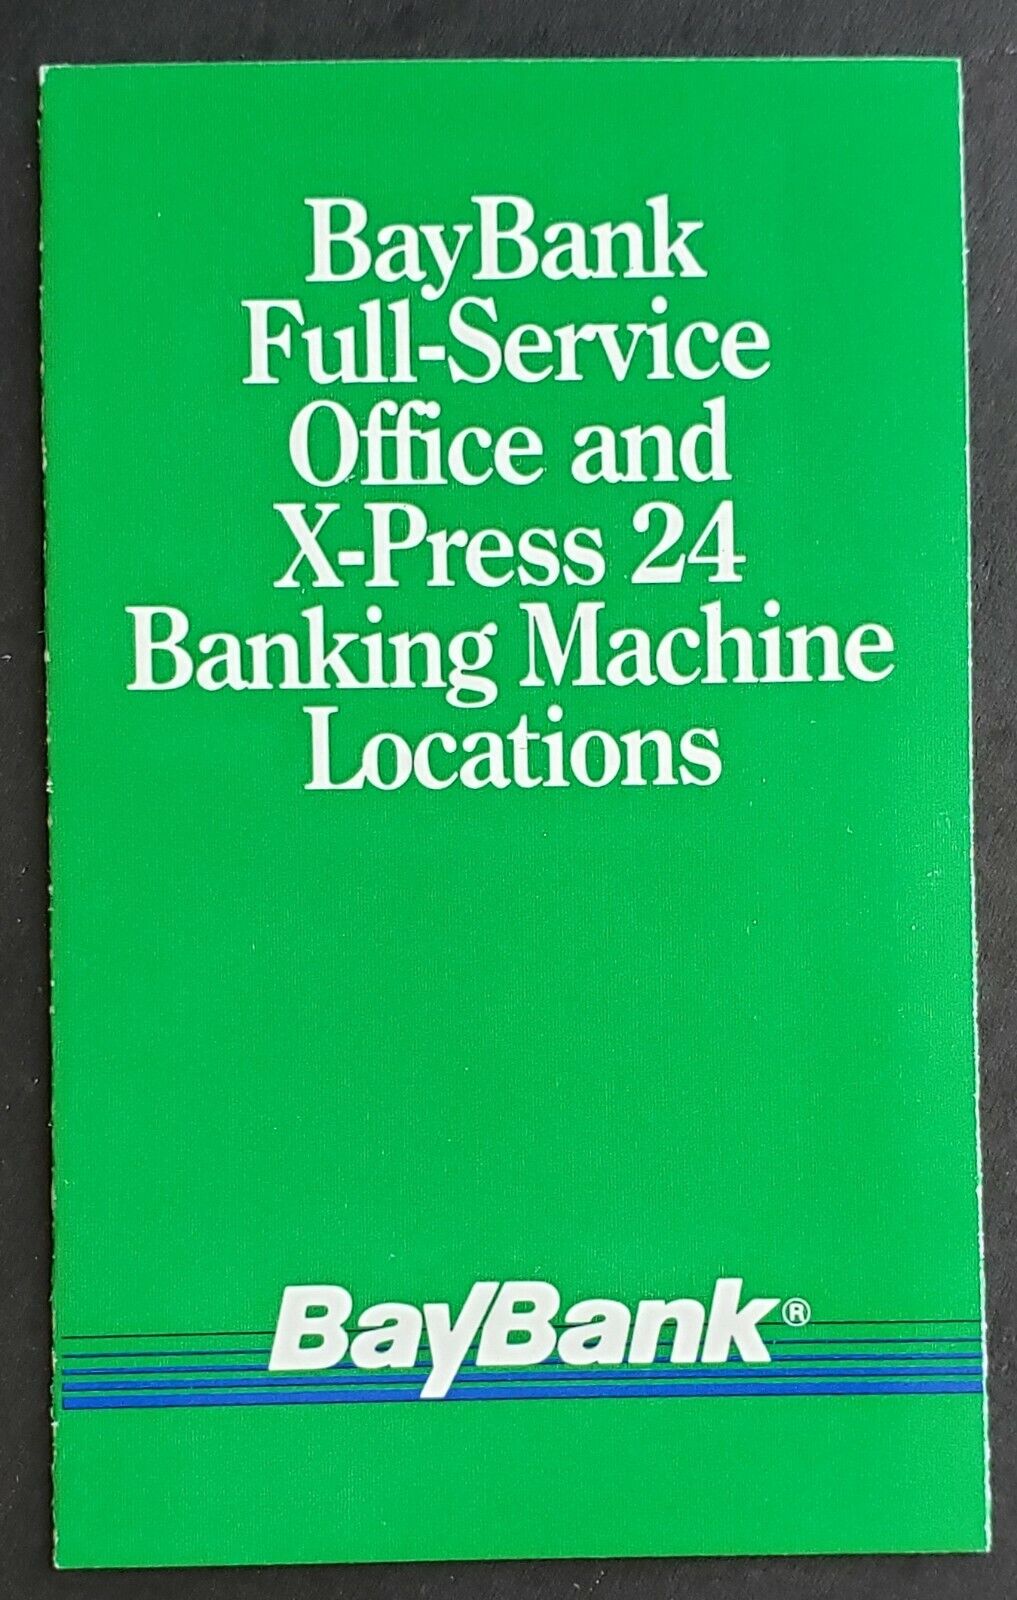 BayBank
Full-Service
Office and
X-Press 24
Banking Machine
Locations
BayBank®